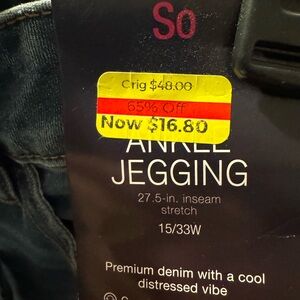 So
Orig $48.00
65% Off
Now $16.80
ANKLE
JEGGING
27.5-in. inseam
stretch
15/33W
Premium denim with a cool
distressed vibe